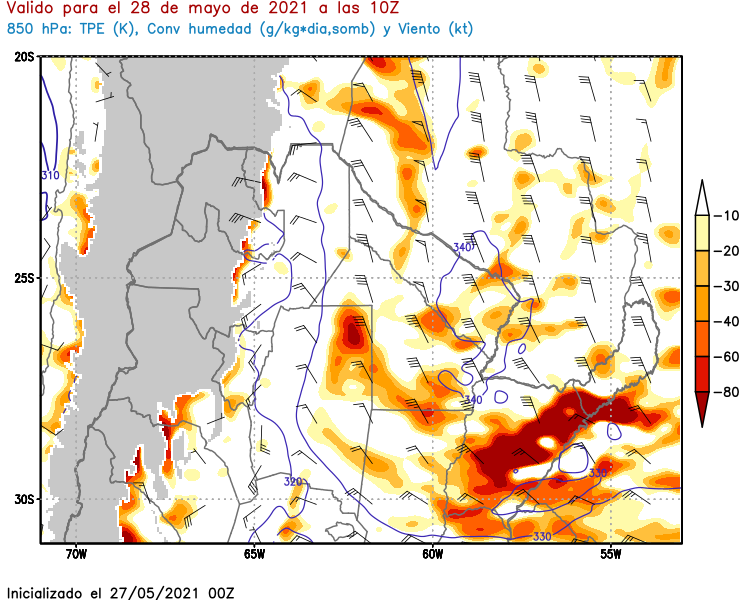 Valido para el 28 de mayo de 2021 a las 10Z
850 hPa: TPE (K), Conv humedad (g/kg*dia,somb) y Viento (kt)
20S
310
340
−10
−20
25S
−30
−40
−60
340
−80
330
320
30S
330
70W 65W 60W 55W
Inicializado el 27/05/2021 00Z